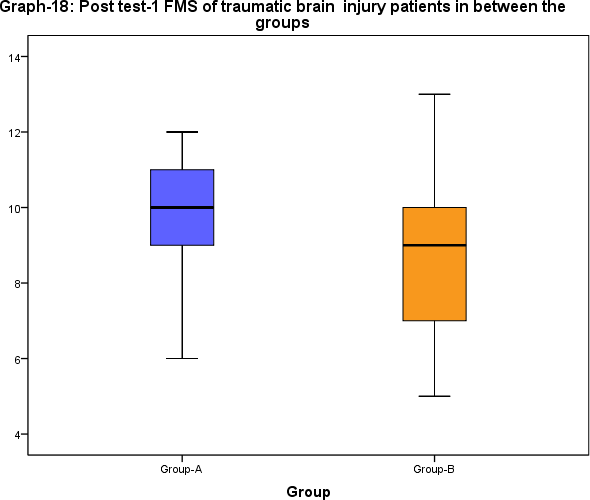 Graph-18: Post test-1 FMS of traumatic brain injury patients in between the
groups
14
12
10
8
6
4
Group-A Group-B
Group